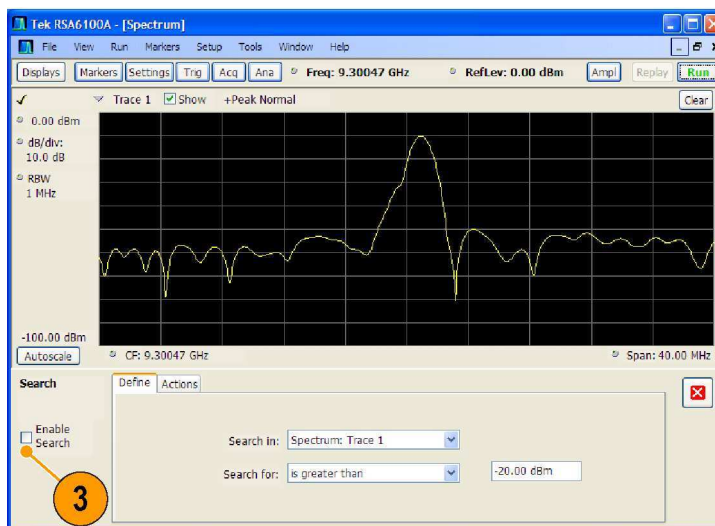 Tek RSA6100A - [Spectrum]
File View Run Markers Setup Tools Window Help
Displays Markers Settings Trig Acq Ana Freq: 9.30047 GHz RefLev: 0.00 dBm Ampl Replay Run
Trace 1 Show +Peak Normal Clear
0.00 dBm
dB/div:
10.0 dB
RBW
1 MHz
-100.00 dBm
Autoscale CF: 9.30047 GHz Span: 40.00 MHz
Search Define Actions
Enable
Search
Search in: Spectrum: Trace 1
Search for: is greater than -20.00 dBm
3